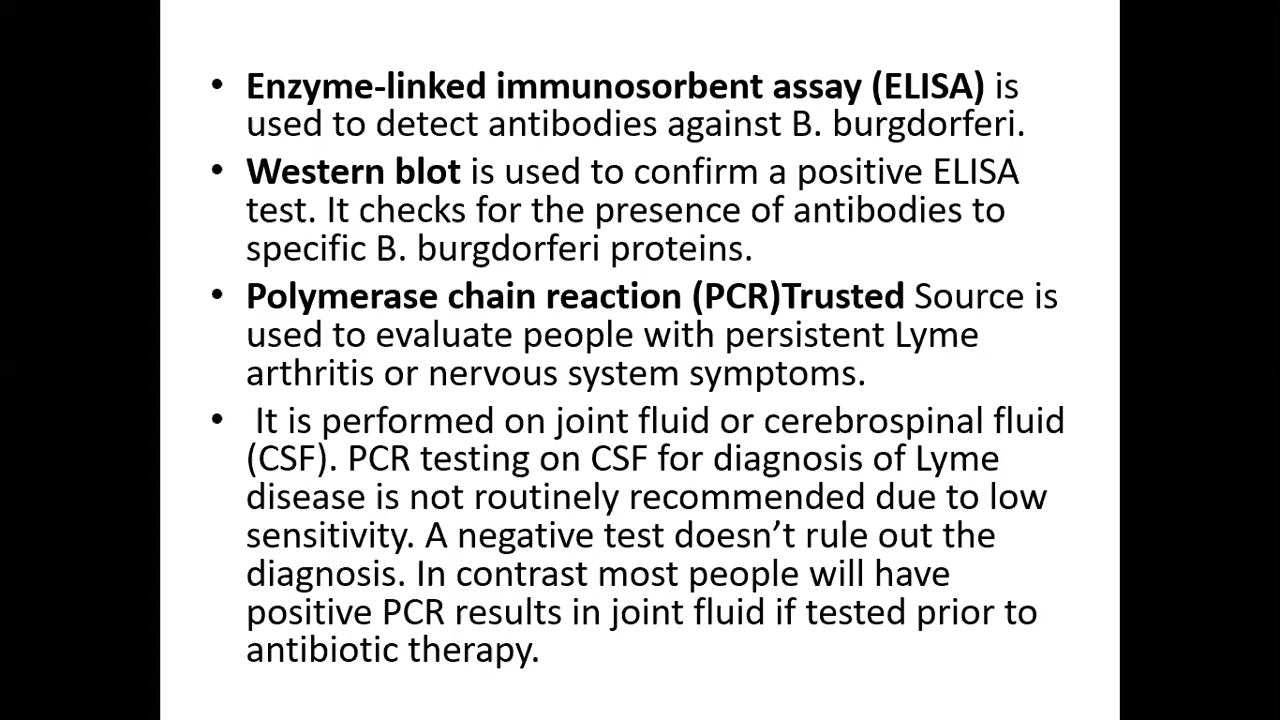 • Enzyme-linked immunosorbent assay (ELISA) is
used to detect antibodies against B. burgdorferi.
• Western blot is used to confirm a positive ELISA
test. It checks for the presence of antibodies to
specific B. burgdorferi proteins.
• Polymerase chain reaction (PCR)Trusted Source is
used to evaluate people with persistent Lyme
arthritis or nervous system symptoms.
• It is performed on joint fluid or cerebrospinal fluid
(CSF). PCR testing on CSF for diagnosis of Lyme
disease is not routinely recommended due to low
sensitivity. A negative test doesn’t rule out the
diagnosis. In contrast most people will have
positive PCR results in joint fluid if tested prior to
antibiotic therapy.